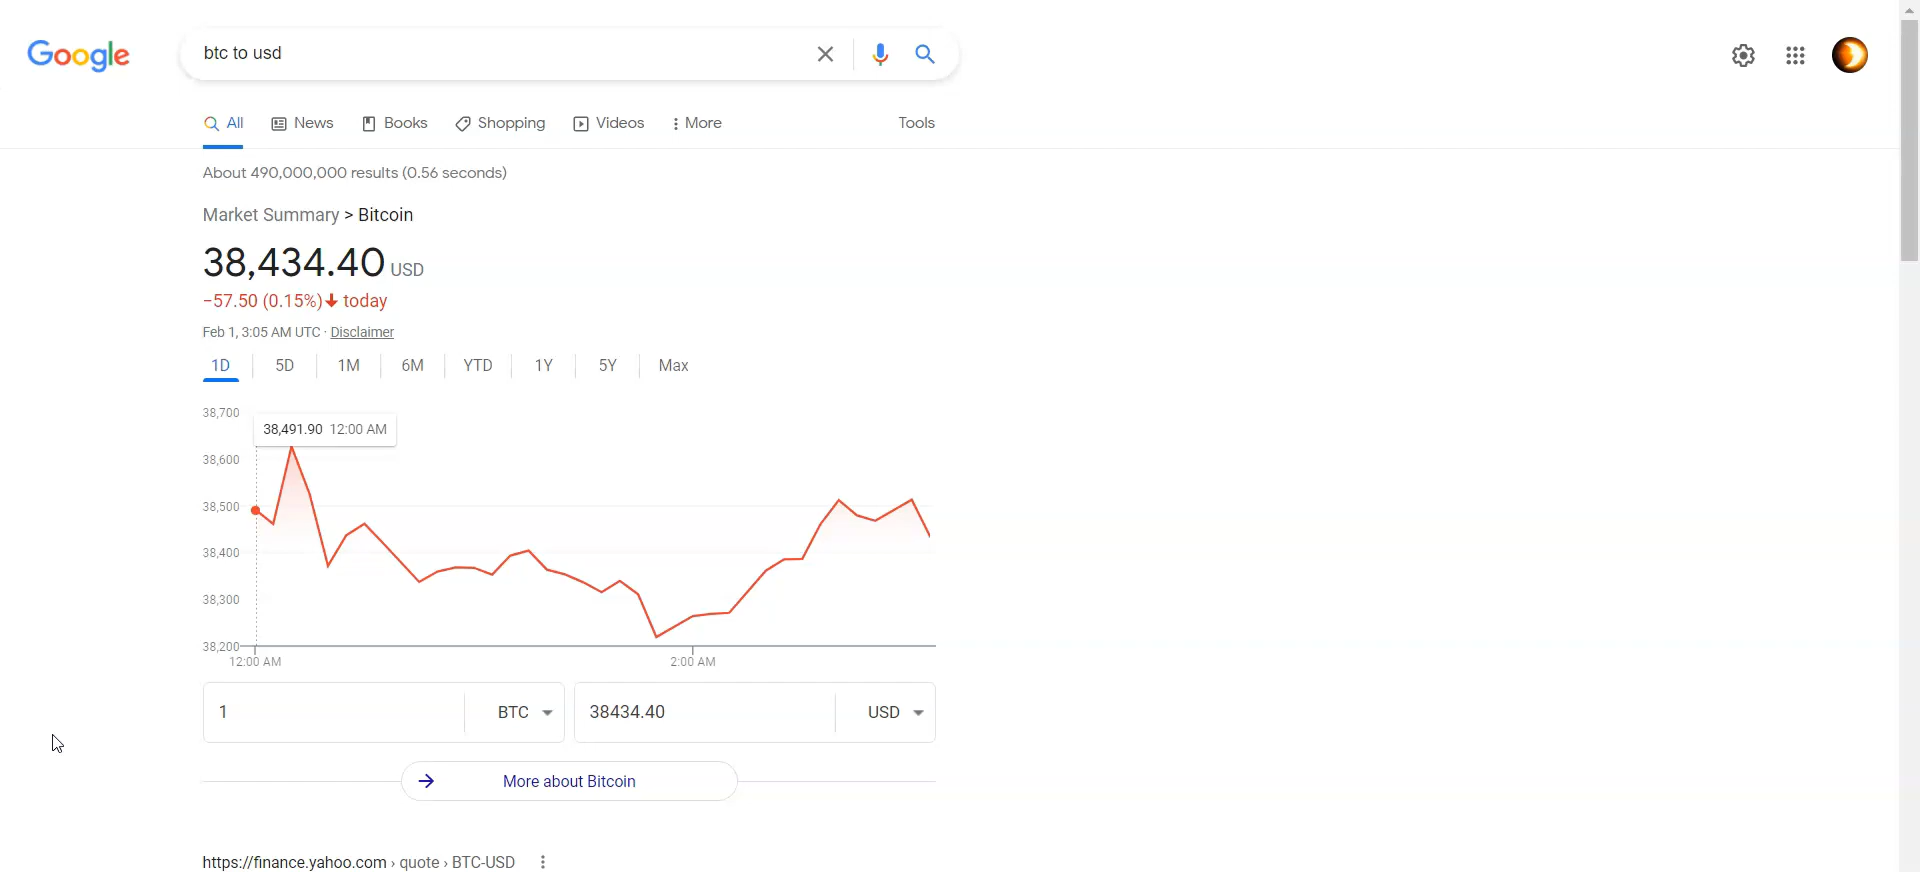 Google
btc to usd
All News Books Shopping Videos More Tools
About 490,000,000 results (0.56 seconds)
Market Summary > Bitcoin
38,434.40 USD
−57.50 (0.15%) today
Feb 1, 3:05 AM UTC · Disclaimer
1D 5D 1M 6M YTD 1Y 5Y Max
38,700
38,491.90 12:00 AM
38,600
38,500
38,400
38,300
38,200
12:00 AM 2:00 AM
1 BTC 38434.40 USD
More about Bitcoin
https://finance.yahoo.com › quote › BTC-USD